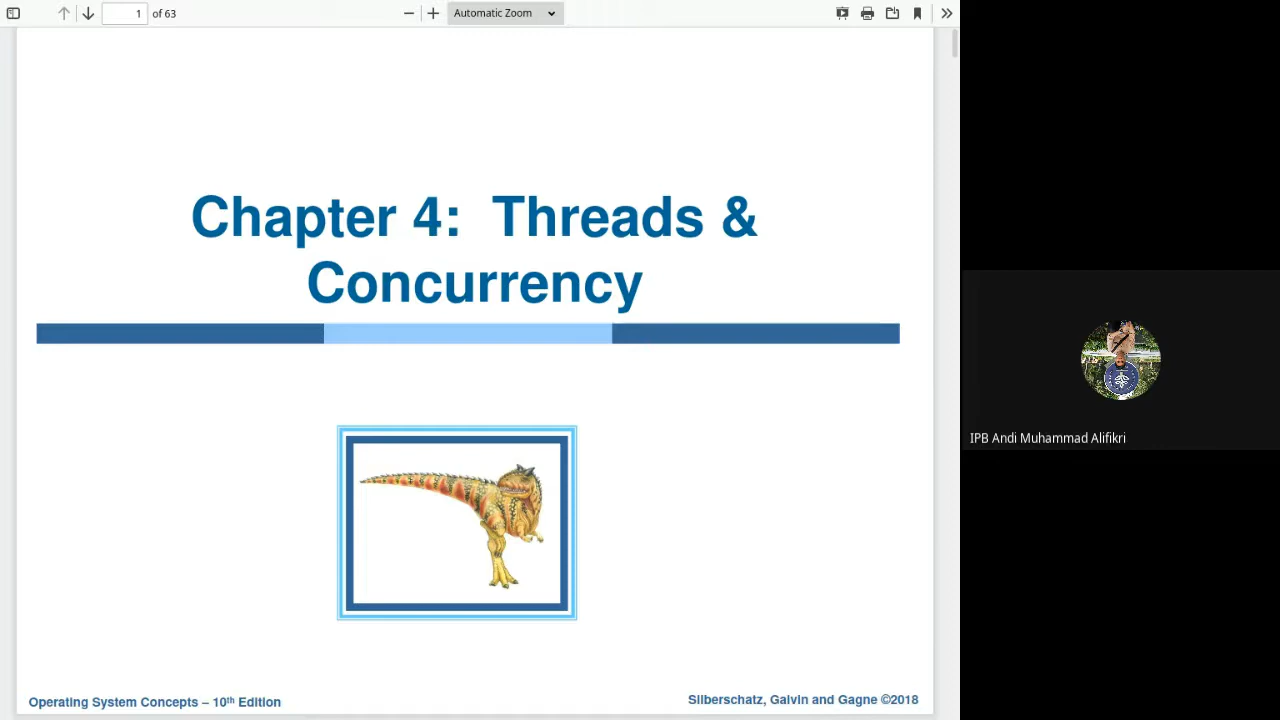 1 of 63
Automatic Zoom
Chapter 4: Threads &
Concurrency
IPB Andi Muhammad Alifikri
Operating System Concepts – 10th Edition
Silberschatz, Galvin and Gagne ©2018